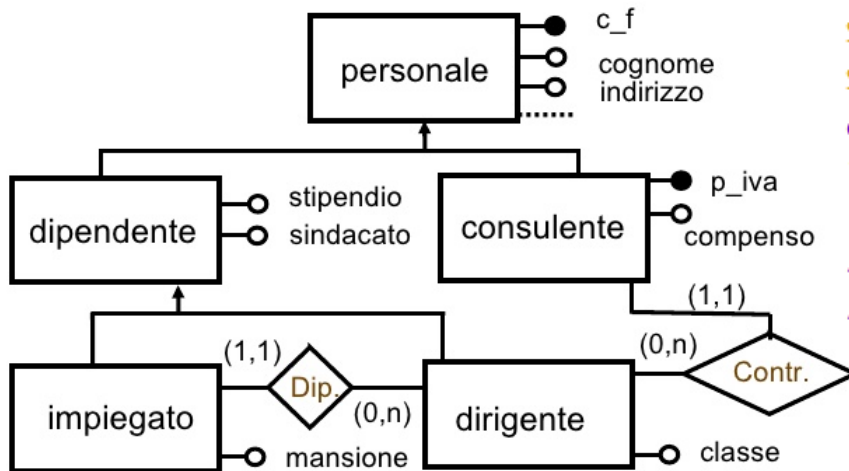 c_f
personale
cognome
indirizzo
dipendente
stipendio
sindacato
consulente
p_iva
compenso
(1,1)
(1,1)
(0,n)
impiegato
Dip.
(0,n)
dirigente
Contr.
mansione
classe